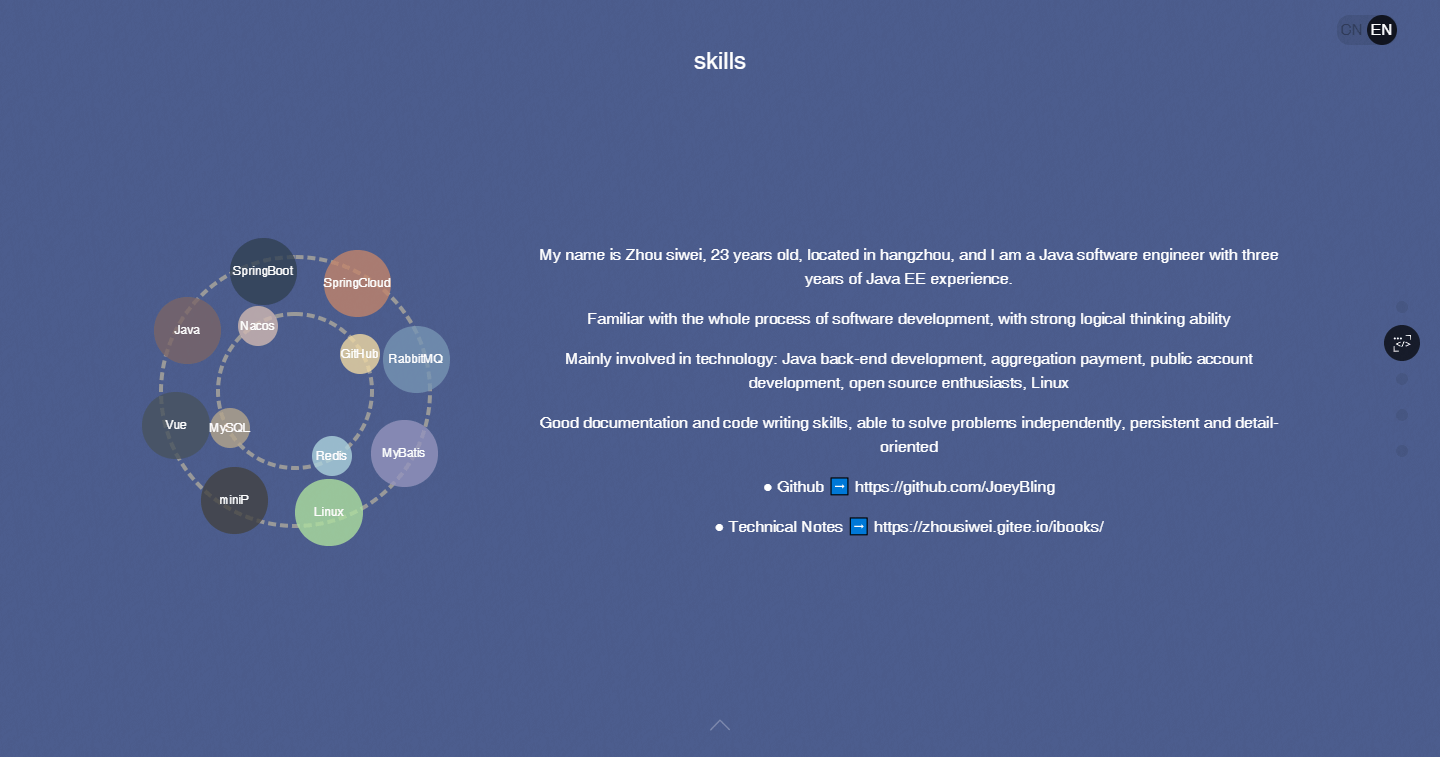 CN EN
skills
SpringBoot
SpringCloud
Java
Nacos
GitHub
RabbitMQ
Vue
MySQL
Redis
MyBatis
miniP
Linux
My name is Zhou siwei, 23 years old, located in hangzhou, and I am a Java software engineer with three
years of Java EE experience.
Familiar with the whole process of software development, with strong logical thinking ability
Mainly involved in technology: Java back-end development, aggregation payment, public account
development, open source enthusiasts, Linux
Good documentation and code writing skills, able to solve problems independently, persistent and detail-
oriented
● Github ➡ https://github.com/JoeyBling
● Technical Notes ➡ https://zhousiwei.gitee.io/ibooks/